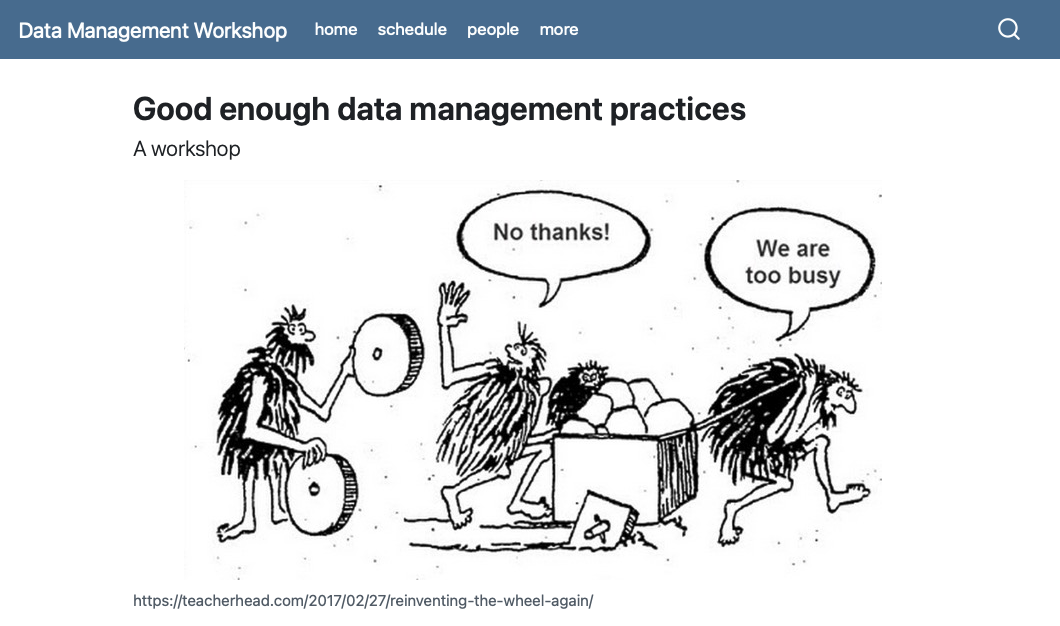 Data Management Workshop home schedule people more
Good enough data management practices
A workshop
No thanks!
We are
too busy
https://teacherhead.com/2017/02/27/reinventing-the-wheel-again/